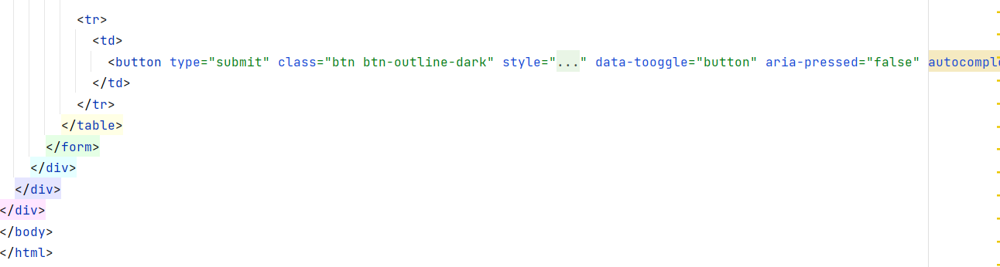 <tr>
<td>
<button type="submit" class="btn btn-outline-dark" style="..." data-tooggle="button" aria-pressed="false" autocompl
</td>
</tr>
</table>
</form>
</div>
</div>
</div>
</body>
</html>